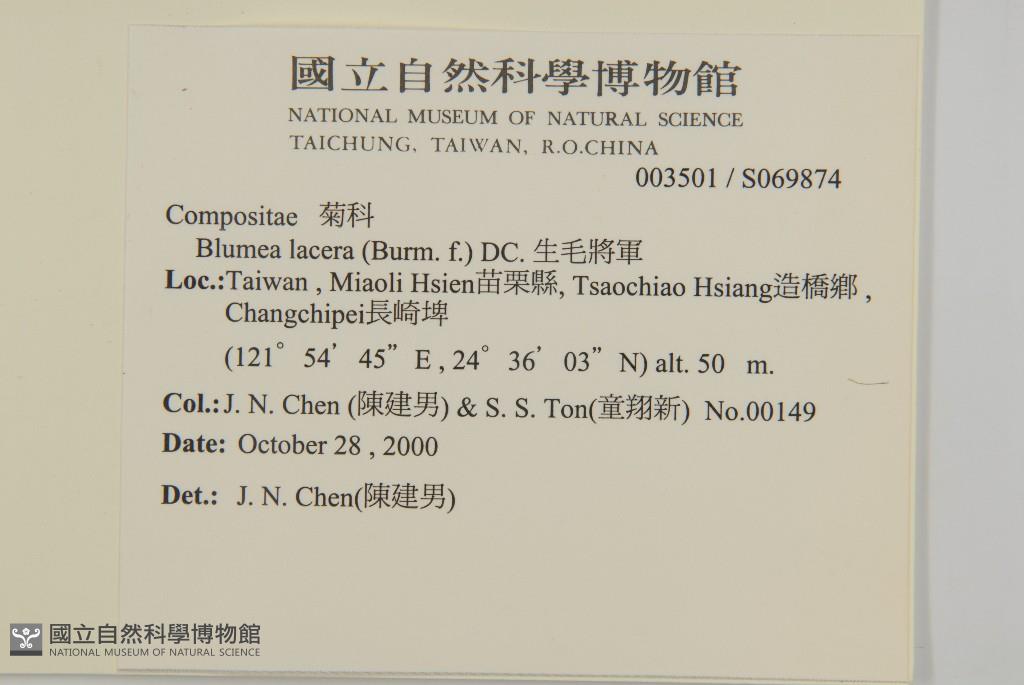 國立自然科學博物館
NATIONAL MUSEUM OF NATURAL SCIENCE
TAICHUNG, TAIWAN, R.O.CHINA
003501 / S069874
Compositae 菊科
Blumea lacera (Burm. f.) DC. 生毛將軍
Loc.:Taiwan , Miaoli Hsien苗栗縣, Tsaochiao Hsiang造橋鄉 ,
Changchipei長崎埤
(121° 54′ 45” E , 24° 36′ 03” N) alt. 50 m.
Col.: J. N. Chen (陳建男) & S. S. Ton(童翔新) No.00149
Date: October 28 , 2000
Det.: J. N. Chen(陳建男)
國立自然科學博物館
NATIONAL MUSEUM OF NATURAL SCIENCE